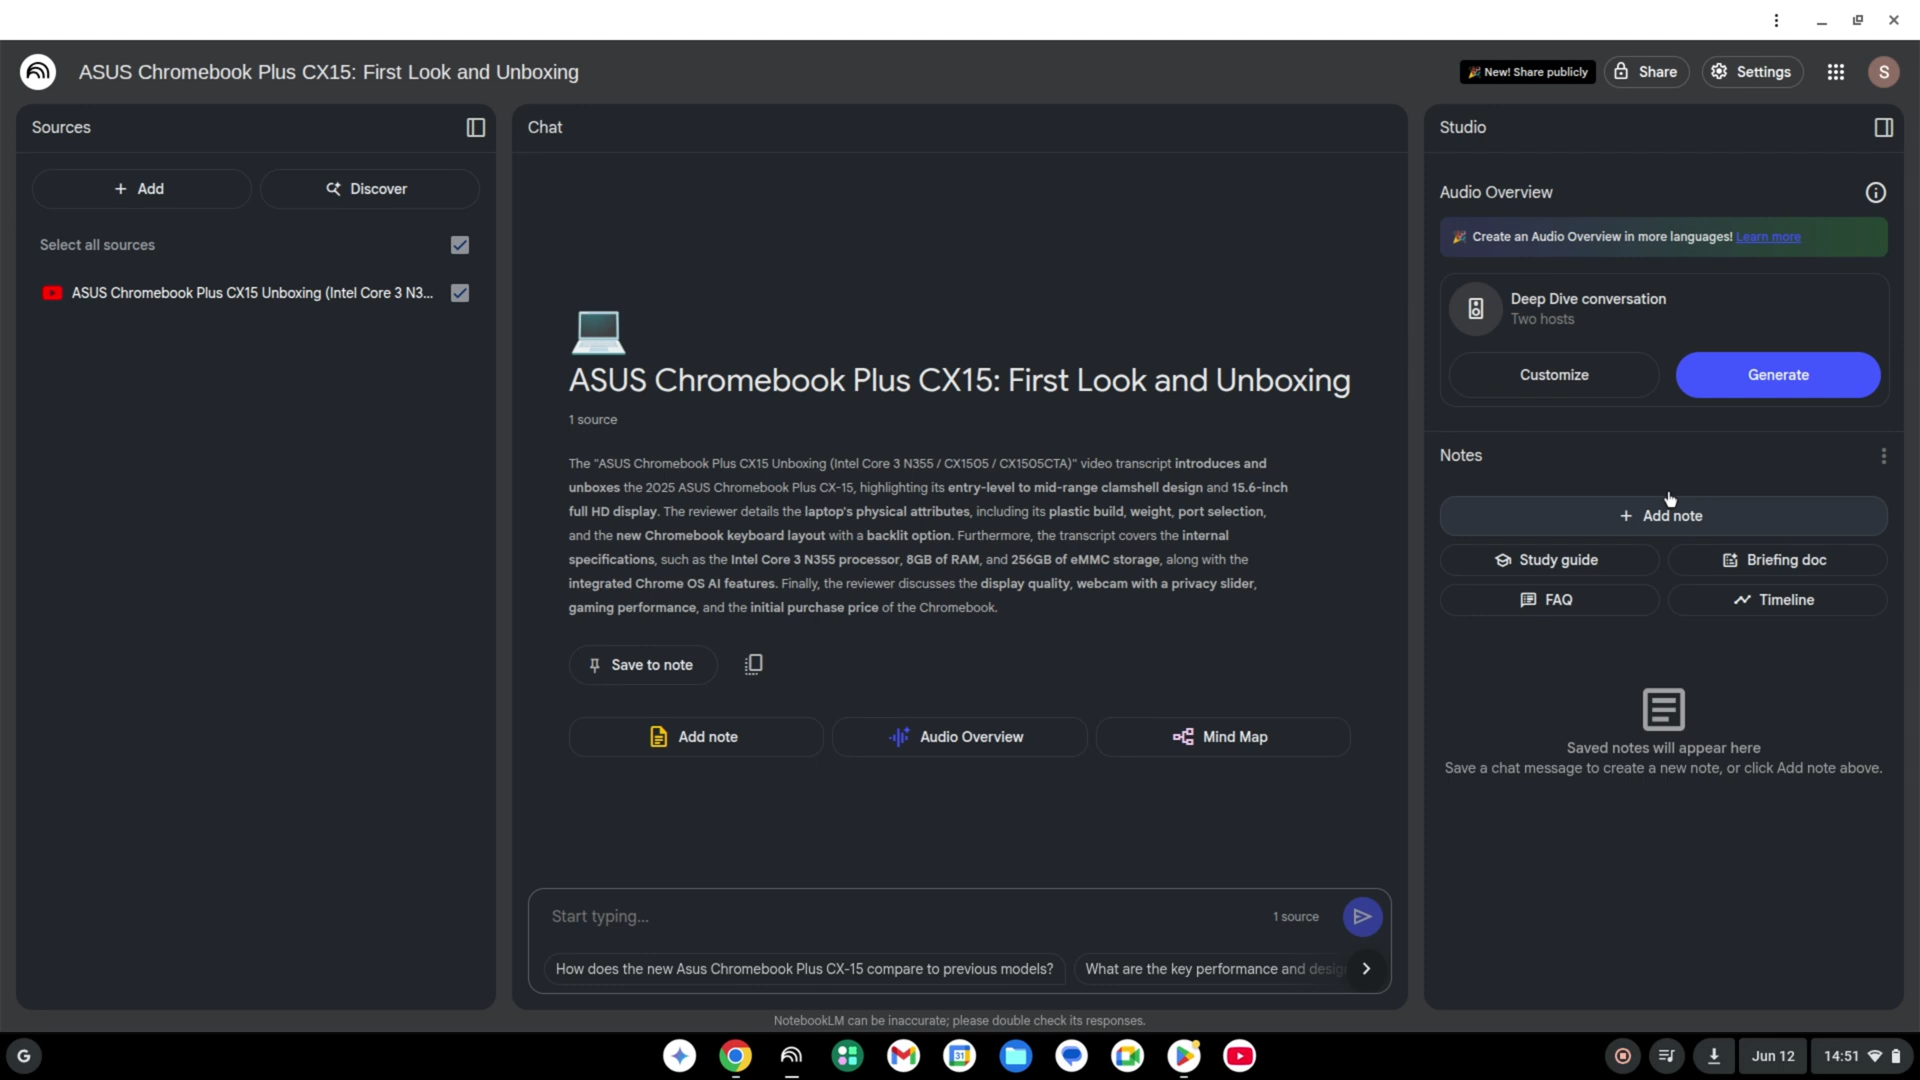 ASUS Chromebook Plus CX15: First Look and Unboxing
🎉 New! Share publicly
Share
Settings
S
Sources
+ Add
Discover
Select all sources
ASUS Chromebook Plus CX15 Unboxing (Intel Core 3 N3...
Chat
ASUS Chromebook Plus CX15: First Look and Unboxing
1 source
The "ASUS Chromebook Plus CX15 Unboxing (Intel Core 3 N355 / CX1505 / CX1505CTA)" video transcript introduces and
unboxes the 2025 ASUS Chromebook Plus CX-15, highlighting its entry-level to mid-range clamshell design and 15.6-inch
full HD display. The reviewer details the laptop's physical attributes, including its plastic build, weight, port selection,
and the new Chromebook keyboard layout with a backlit option. Furthermore, the transcript covers the internal
specifications, such as the Intel Core 3 N355 processor, 8GB of RAM, and 256GB of eMMC storage, along with the
integrated Chrome OS AI features. Finally, the reviewer discusses the display quality, webcam with a privacy slider,
gaming performance, and the initial purchase price of the Chromebook.
Save to note
Add note
Audio Overview
Mind Map
Start typing...
1 source
How does the new Asus Chromebook Plus CX-15 compare to previous models?
What are the key performance and desig
NotebookLM can be inaccurate; please double check its responses.
Studio
Audio Overview
🎉 Create an Audio Overview in more languages! Learn more
Deep Dive conversation
Two hosts
Customize
Generate
Notes
+ Add note
Study guide
Briefing doc
FAQ
Timeline
Saved notes will appear here
Save a chat message to create a new note, or click Add note above.
G
31
Jun 12
14:51